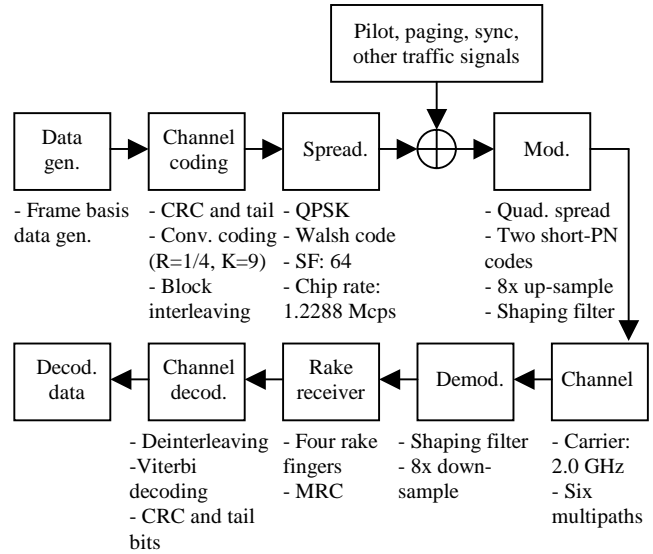 Pilot, paging, sync,
other traffic signals
Data
gen.
Channel
coding
Spread.
Mod.
- Frame basis
data gen.
- CRC and tail
- Conv. coding
(R=1/4, K=9)
- Block
interleaving
- QPSK
- Walsh code
- SF: 64
- Chip rate:
1.2288 Mcps
- Quad. spread
- Two short-PN
codes
- 8x up-sample
- Shaping filter
Decod.
data
Channel
decod.
Rake
receiver
Demod.
Channel
- Deinterleaving
-Viterbi
decoding
- CRC and tail
bits
- Four rake
fingers
- MRC
- Shaping filter
- 8x down-
sample
- Carrier:
2.0 GHz
- Six
multipaths